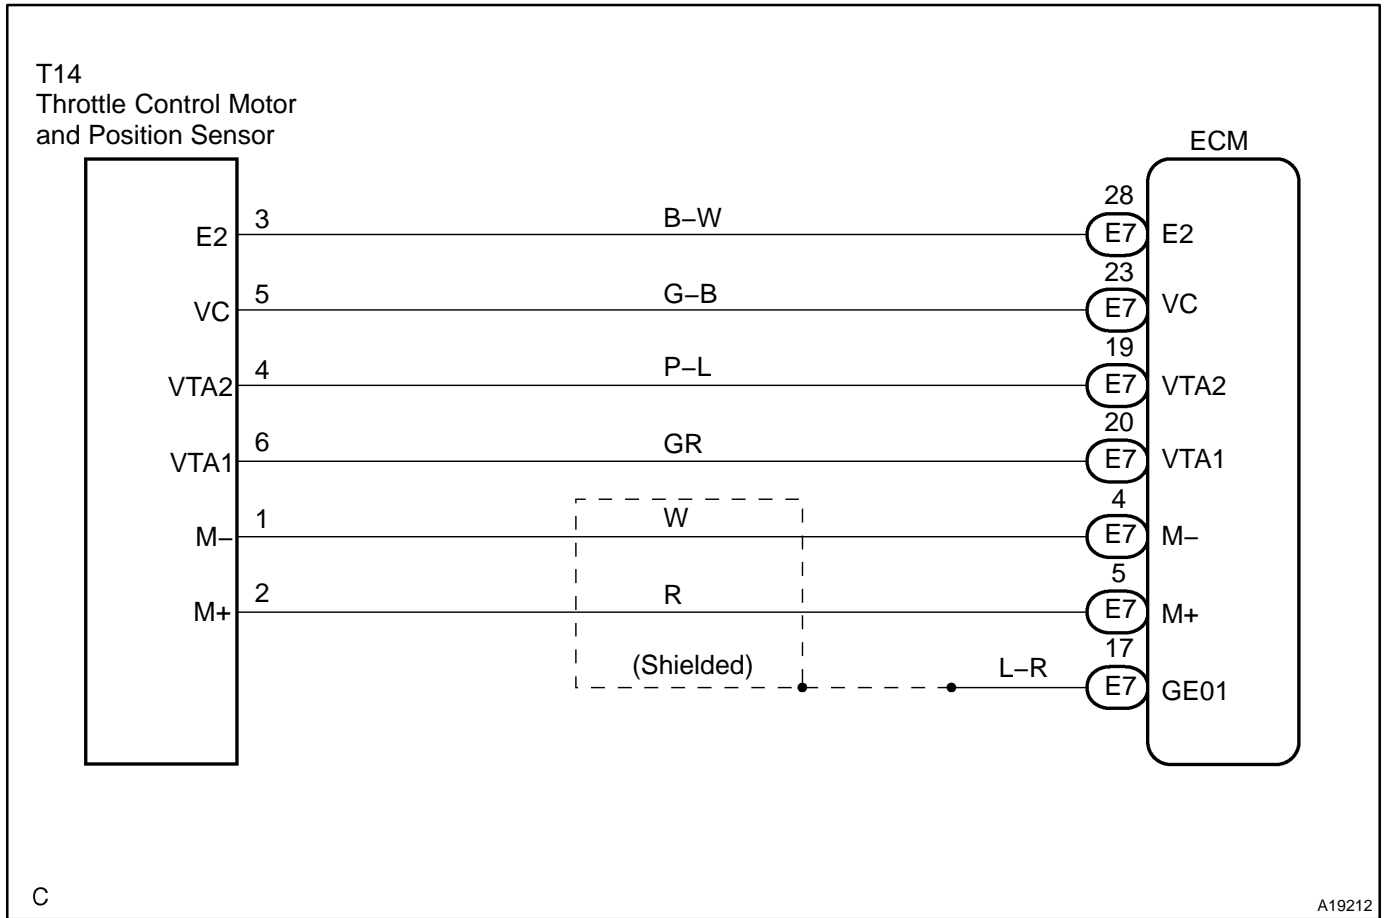 T14
Throttle Control Motor
and Position Sensor
ECM
E2 3 B–W 28 E7 E2
VC 5 G–B 23 E7 VC
VTA2 4 P–L 19 E7 VTA2
VTA1 6 GR 20 E7 VTA1
M– 1 W 4 E7 M–
M+ 2 R 5 E7 M+
(Shielded) L–R 17 E7 GE01
C
A19212